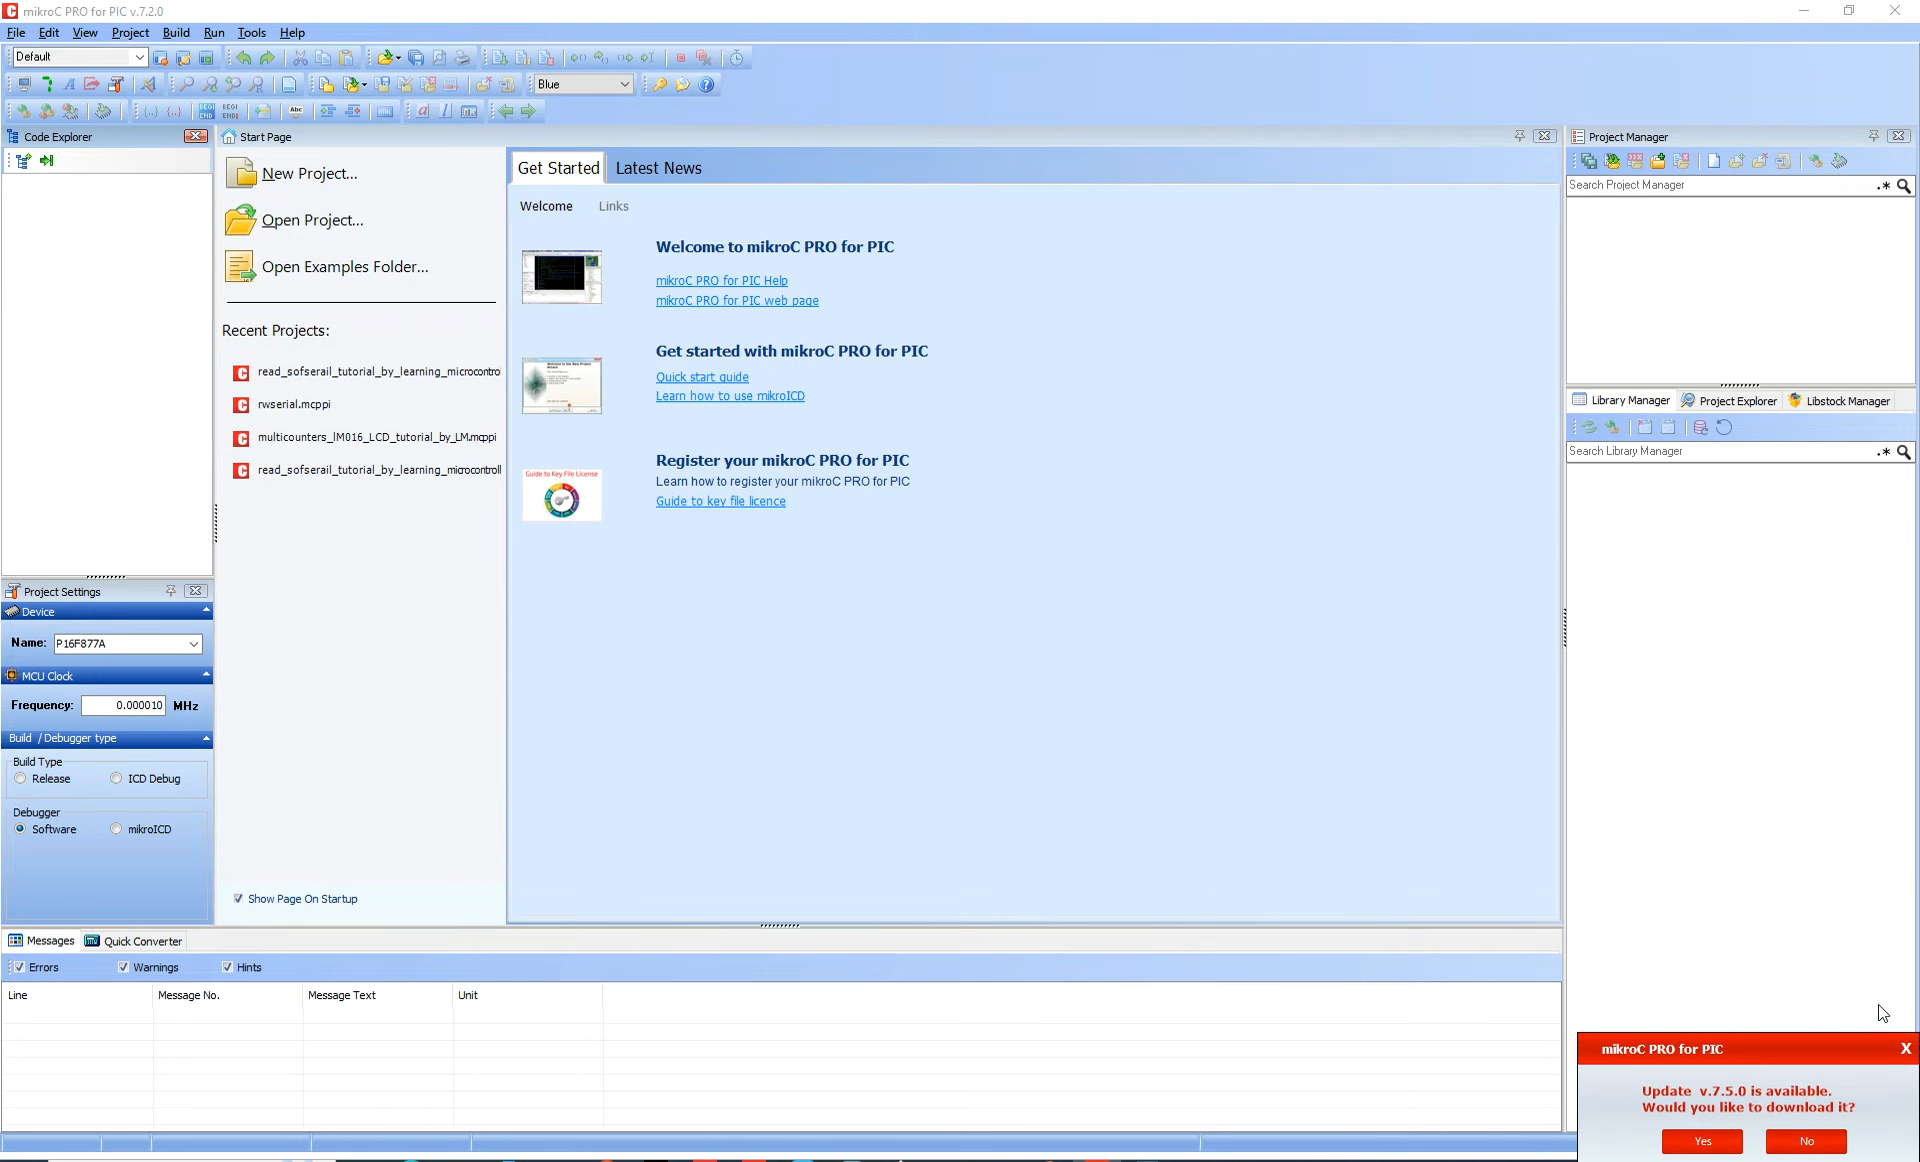 mikroC PRO for PIC v.7.2.0
File Edit View Project Build Run Tools Help
Default
Blue
Code Explorer
Start Page
Project Manager
New Project...
Open Project...
Open Examples Folder...
Recent Projects:
read_sofserail_tutorial_by_learning_microcontro
rwserial.mcppi
multicounters_lM016_LCD_tutorial_by_LM.mcppi
read_sofserail_tutorial_by_learning_microcontroll
Show Page On Startup
Get Started Latest News
Welcome Links
Welcome to mikroC PRO for PIC
mikroC PRO for PIC Help
mikroC PRO for PIC web page
Get started with mikroC PRO for PIC
Quick start guide
Learn how to use mikroICD
Guide to Key File License
Register your mikroC PRO for PIC
Learn how to register your mikroC PRO for PIC
Guide to key file licence
Search Project Manager
Library Manager Project Explorer Libstock Manager
Search Library Manager
Project Settings
Device
Name: P16F877A
MCU Clock
Frequency: 0.000010 MHz
Build / Debugger type
Build Type
Release ICD Debug
Debugger
Software mikroICD
Messages Quick Converter
Errors Warnings Hints
Line Message No. Message Text Unit
mikroC PRO for PIC X
Update v.7.5.0 is available.
Would you like to download it?
Yes No